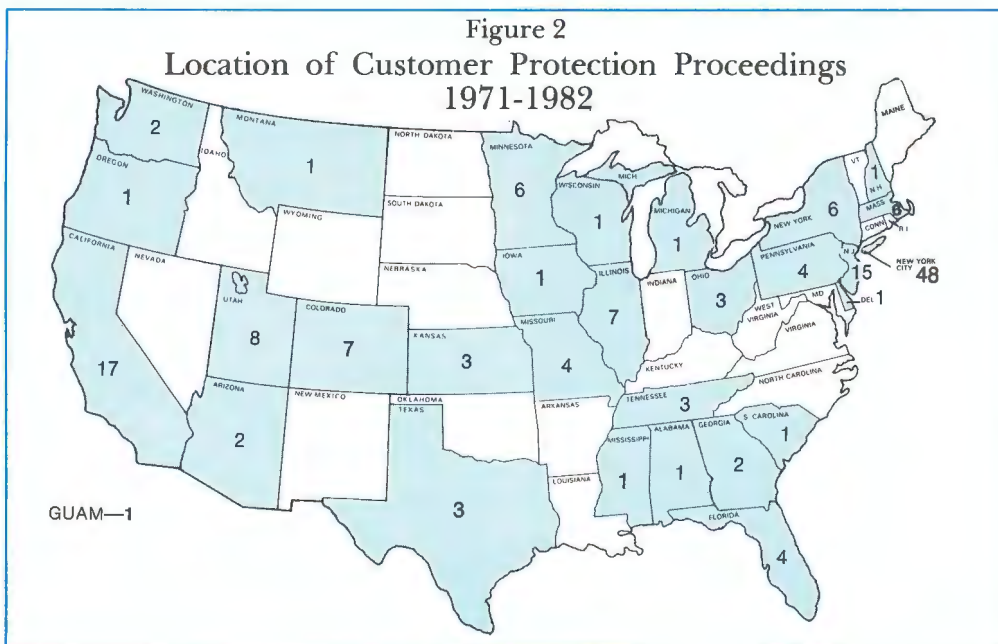 Figure 2
Location of Customer Protection Proceedings
1971-1982
WASHINGTON
2
MONTANA
1
NORTH DAKOTA
MINNESOTA
6
MAINE
OREGON
1
IDAHO
WYOMING
SOUTH DAKOTA
WISCONSIN
1
MICH
MICHIGAN
1
VT
1
N H
NEW YORK
6
MASS
CONN
R I
CALIFORNIA
17
NEVADA
UTAH
8
COLORADO
7
NEBRASKA
IOWA
1
ILLINOIS
7
INDIANA
OHIO
3
PENNSYLVANIA
4
N J
15
NEW YORK
CITY 48
DEL 1
MD
WEST
VIRGINIA
VIRGINIA
KANSAS
3
MISSOURI
4
KENTUCKY
NORTH CAROLINA
ARIZONA
2
NEW MEXICO
OKLAHOMA
TEXAS
3
ARKANSAS
TENNESSEE
3
S CAROLINA
1
MISSISSIPPI
1
ALABAMA
1
GEORGIA
2
LOUISIANA
FLORIDA
4
GUAM—1